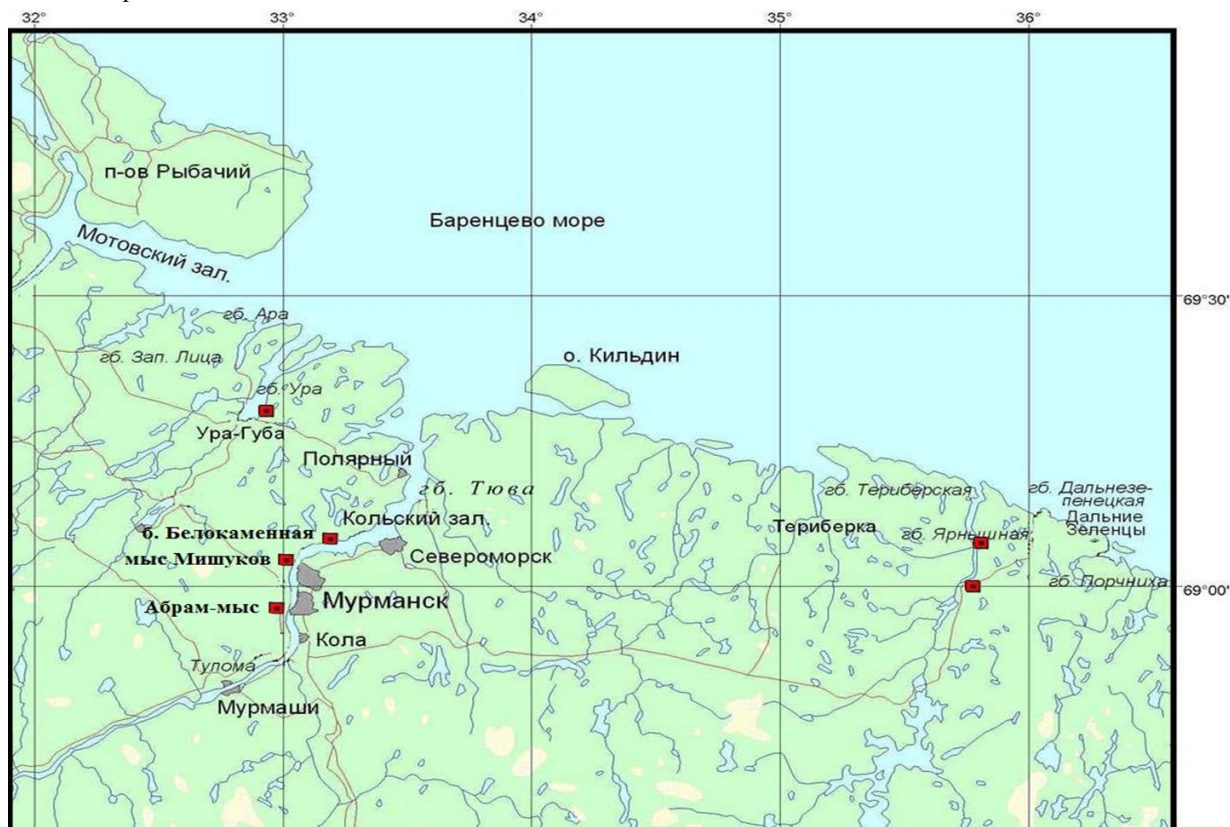 32°
33°
34°
35°
36°
п-ов Рыбачий
Баренцево море
Мотовский зал.
69°30'
гб. Ара
гб. Зап. Лица
о. Кильдин
гб. Ура
Ура-Губа
Полярный
гб. Тюва
гб. Териберская
гб. Дальнезе-
пенецкая
Кольский зал.
Териберка
Дальние
Зеленцы
б. Белокаменная
гб. Ярнышная
мыс Мишуков
Североморск
гб. Порчниха
69°00'
Абрам-мыс
Мурманск
Кола
Тулома
Мурмаши